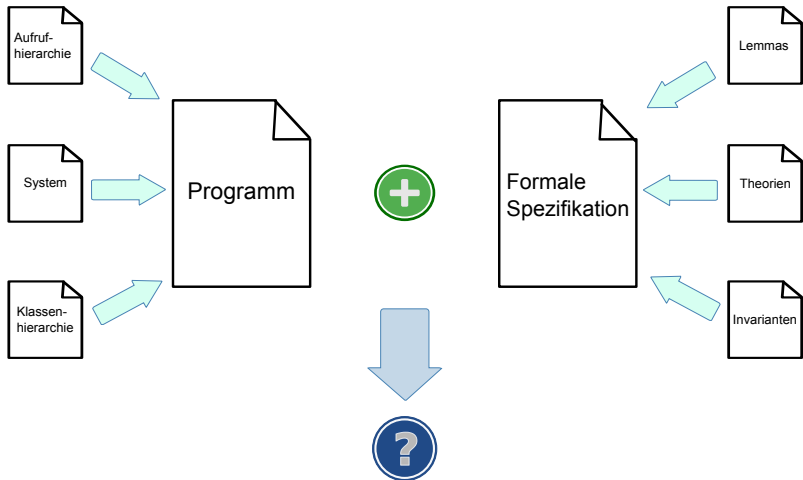 Aufruf-
hierarchie
System
Klassen-
hierarchie
Programm
+
Formale
Spezifikation
Lemmas
Theorien
Invarianten
?